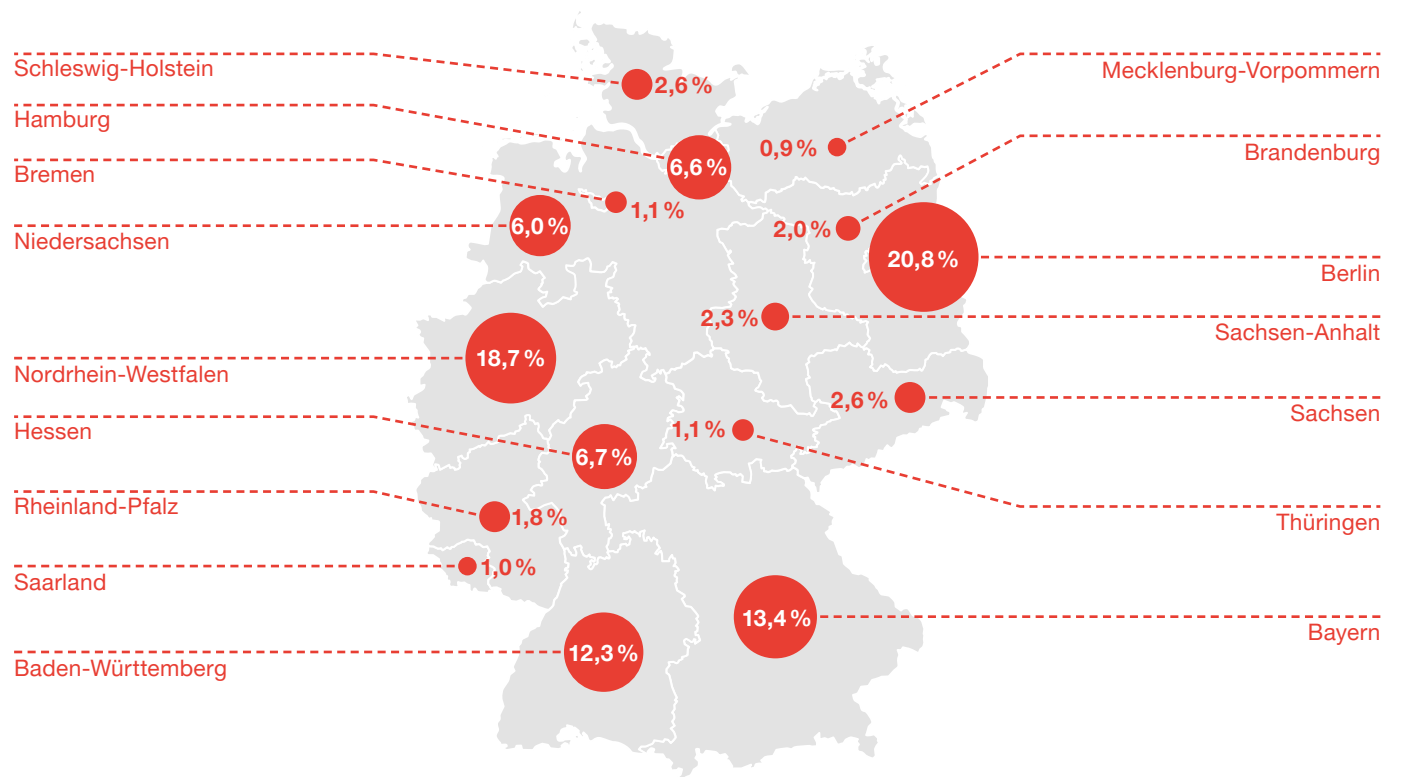 Schleswig-Holstein
2,6 %
Hamburg
6,6 %
Bremen
1,1 %
Niedersachsen
6,0 %
Nordrhein-Westfalen
18,7 %
Hessen
6,7 %
Rheinland-Pfalz
1,8 %
Saarland
1,0 %
Baden-Württemberg
12,3 %
Mecklenburg-Vorpommern
0,9 %
Brandenburg
2,0 %
Berlin
20,8 %
Sachsen-Anhalt
2,3 %
Sachsen
2,6 %
Thüringen
1,1 %
Bayern
13,4 %